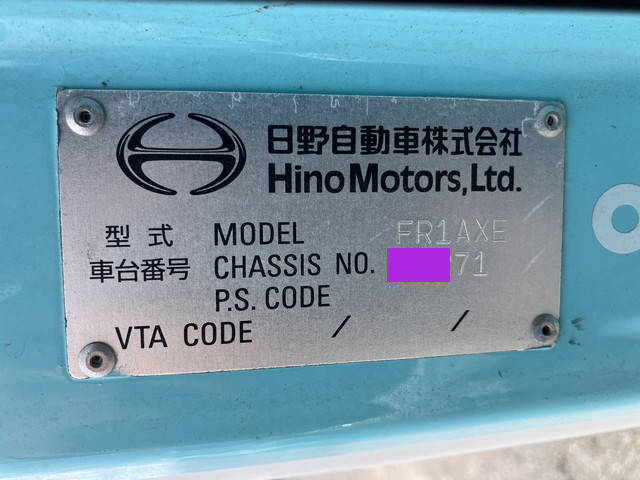 日野自動車株式会社
Hino Motors, Ltd.
型式 MODEL FR1AXE
車台番号 CHASSIS NO. 71
P.S. CODE
VTA CODE / /